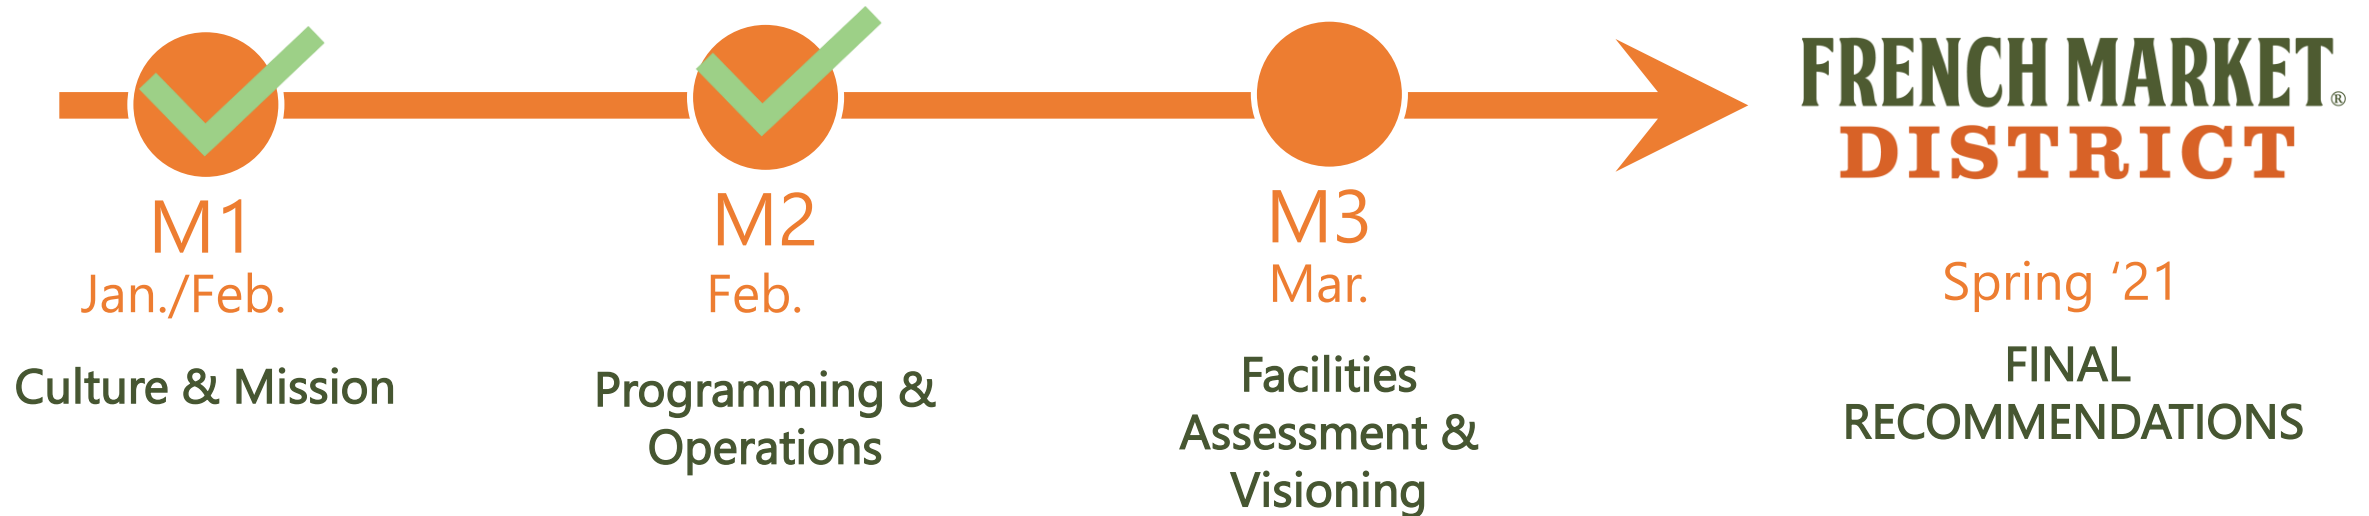 M1
Jan./Feb.
Culture & Mission
M2
Feb.
Programming &
Operations
M3
Mar.
Facilities
Assessment &
Visioning
FRENCH MARKET®
DISTRICT
Spring ‘21
FINAL
RECOMMENDATIONS